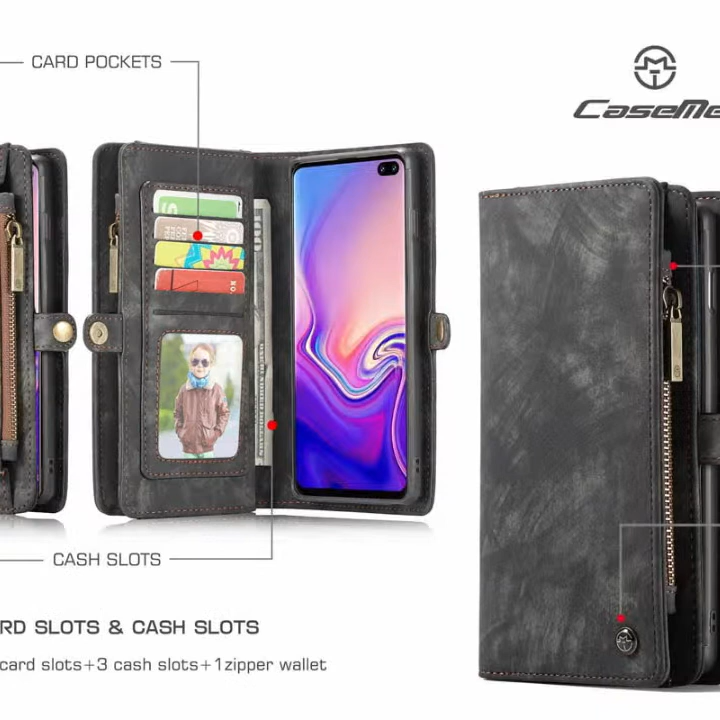 CARD POCKETS
CaseMe
CASH SLOTS
RD SLOTS & CASH SLOTS
card slots+3 cash slots+1zipper wallet